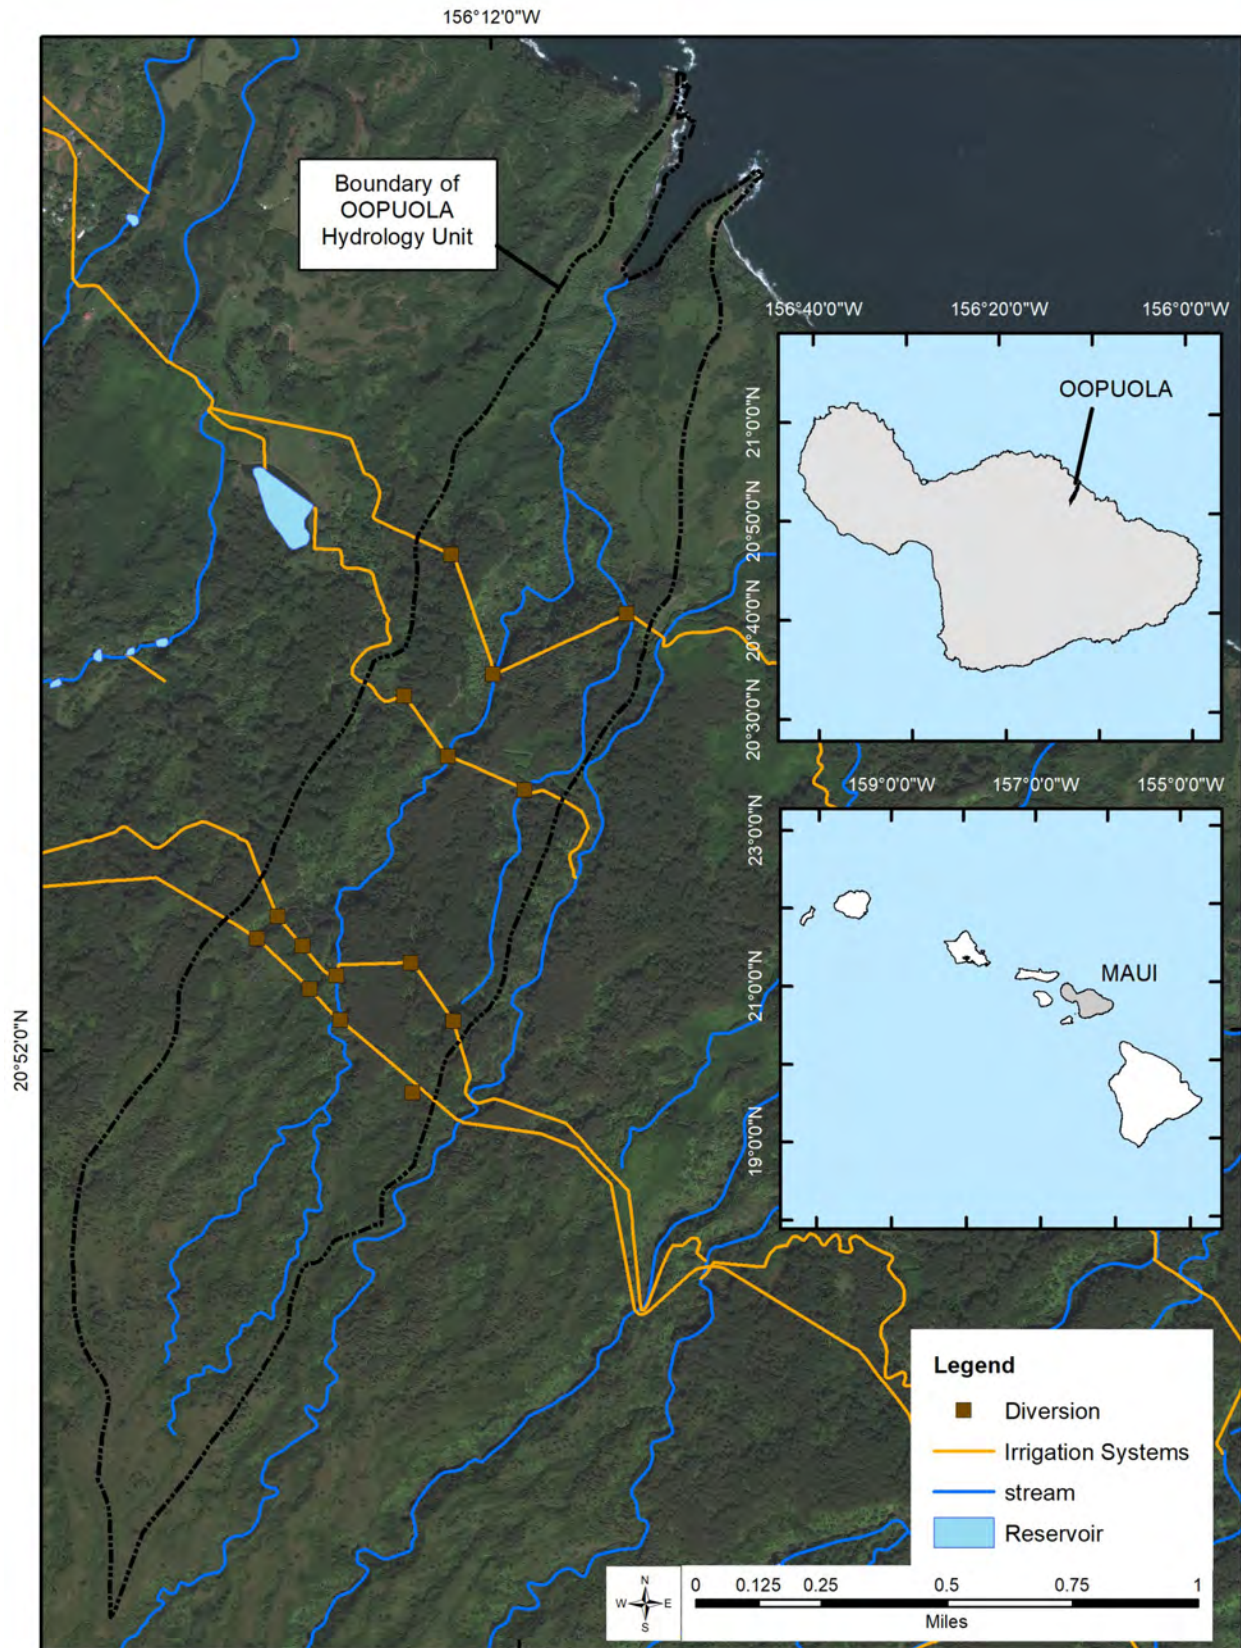 156°12'0"W
Boundary of
OOPUOLA
Hydrology Unit
156°40'0"W
156°20'0"W
156°0'0"W
OOPUOLA
21°0'0"N
20°50'0"N
20°40'0"N
20°30'0"N
159°0'0"W
157°0'0"W
155°0'0"W
23°0'0"N
MAUI
21°0'0"N
19°0'0"N
20°52'0"N
Legend
Diversion
Irrigation Systems
stream
Reservoir
N
W
E
S
0
0.125
0.25
0.5
0.75
1
Miles